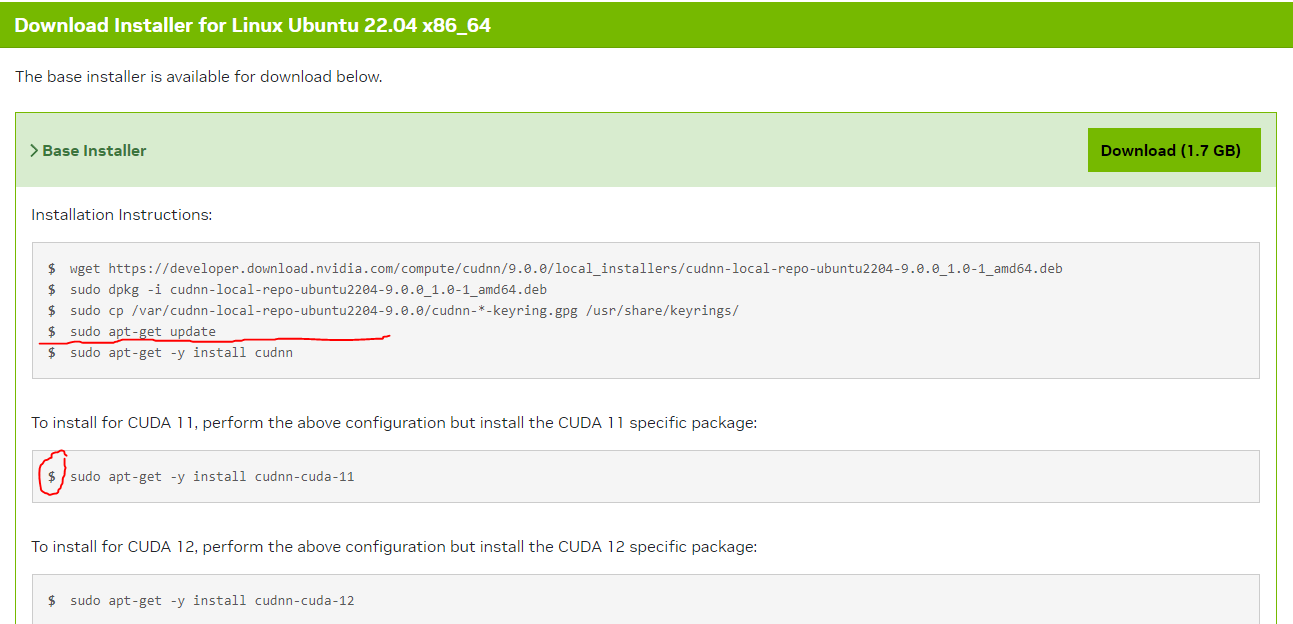 Download Installer for Linux Ubuntu 22.04 x86_64
The base installer is available for download below.
Base Installer
Download (1.7 GB)
Installation Instructions:
$ wget https://developer.download.nvidia.com/compute/cudnn/9.0.0/local_installers/cudnn-local-repo-ubuntu2204-9.0.0_1.0-1_amd64.deb
$ sudo dpkg -i cudnn-local-repo-ubuntu2204-9.0.0_1.0-1_amd64.deb
$ sudo cp /var/cudnn-local-repo-ubuntu2204-9.0.0/cudnn-*-keyring.gpg /usr/share/keyrings/
$ sudo apt-get update
$ sudo apt-get -y install cudnn
To install for CUDA 11, perform the above configuration but install the CUDA 11 specific package:
$ sudo apt-get -y install cudnn-cuda-11
To install for CUDA 12, perform the above configuration but install the CUDA 12 specific package:
$ sudo apt-get -y install cudnn-cuda-12